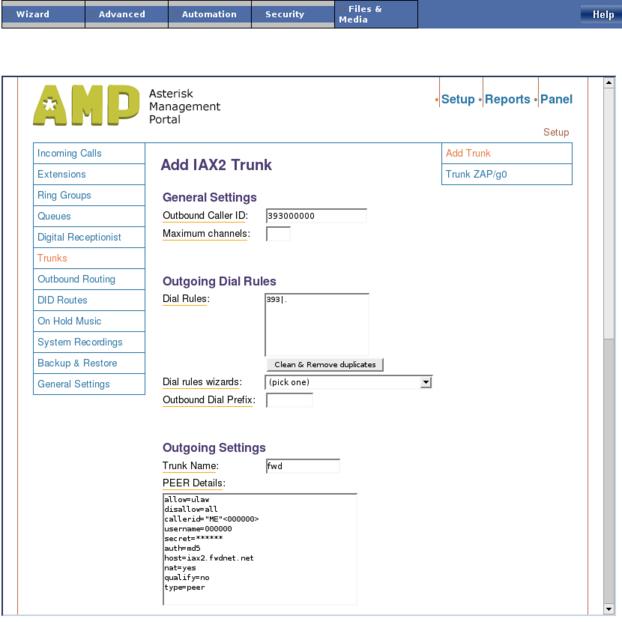 Wizard
Advanced
Automation
Security
Files &
Media
Help
AMP
Asterisk
Management
Portal
Setup • Reports • Panel
Setup
Incoming Calls
Extensions
Ring Groups
Queues
Digital Receptionist
Trunks
Outbound Routing
DID Routes
On Hold Music
System Recordings
Backup & Restore
General Settings
Add IAX2 Trunk
Add Trunk
Trunk ZAP/g0
General Settings
Outbound Caller ID: 393000000
Maximum channels:
Outgoing Dial Rules
Dial Rules: 393|.
Clean & Remove duplicates
Dial rules wizards: (pick one)
Outbound Dial Prefix:
Outgoing Settings
Trunk Name: fwd
PEER Details:
allow=ulaw
disallow=all
callerid="ME"<000000>
username=000000
secret=******
auth=md5
host=iax2.fwdnet.net
nat=yes
qualify=no
type=peer